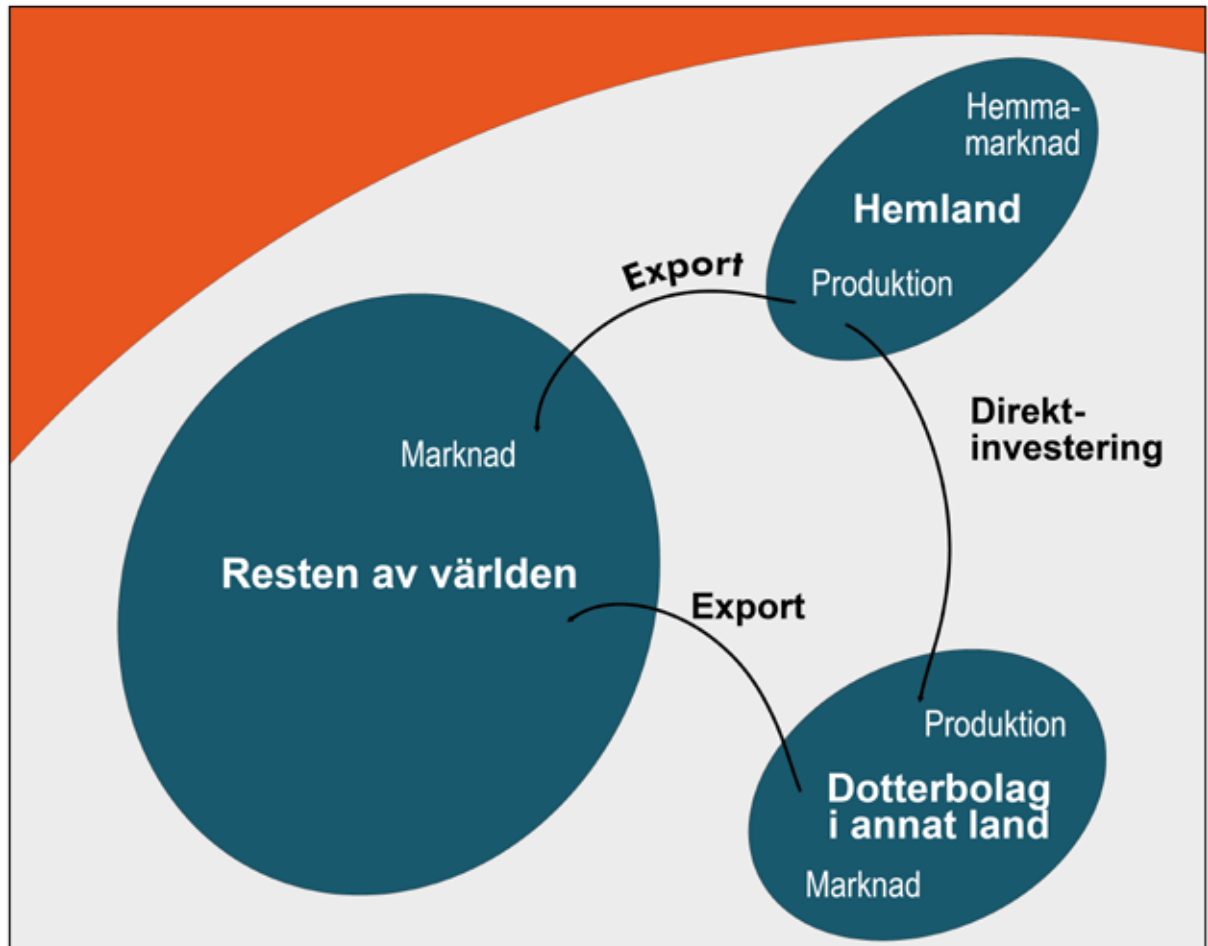 Hemma-
marknad
Hemland
Produktion
Export
Direkt-
investering
Marknad
Resten av världen
Export
Produktion
Dotterbolag
i annat land
Marknad